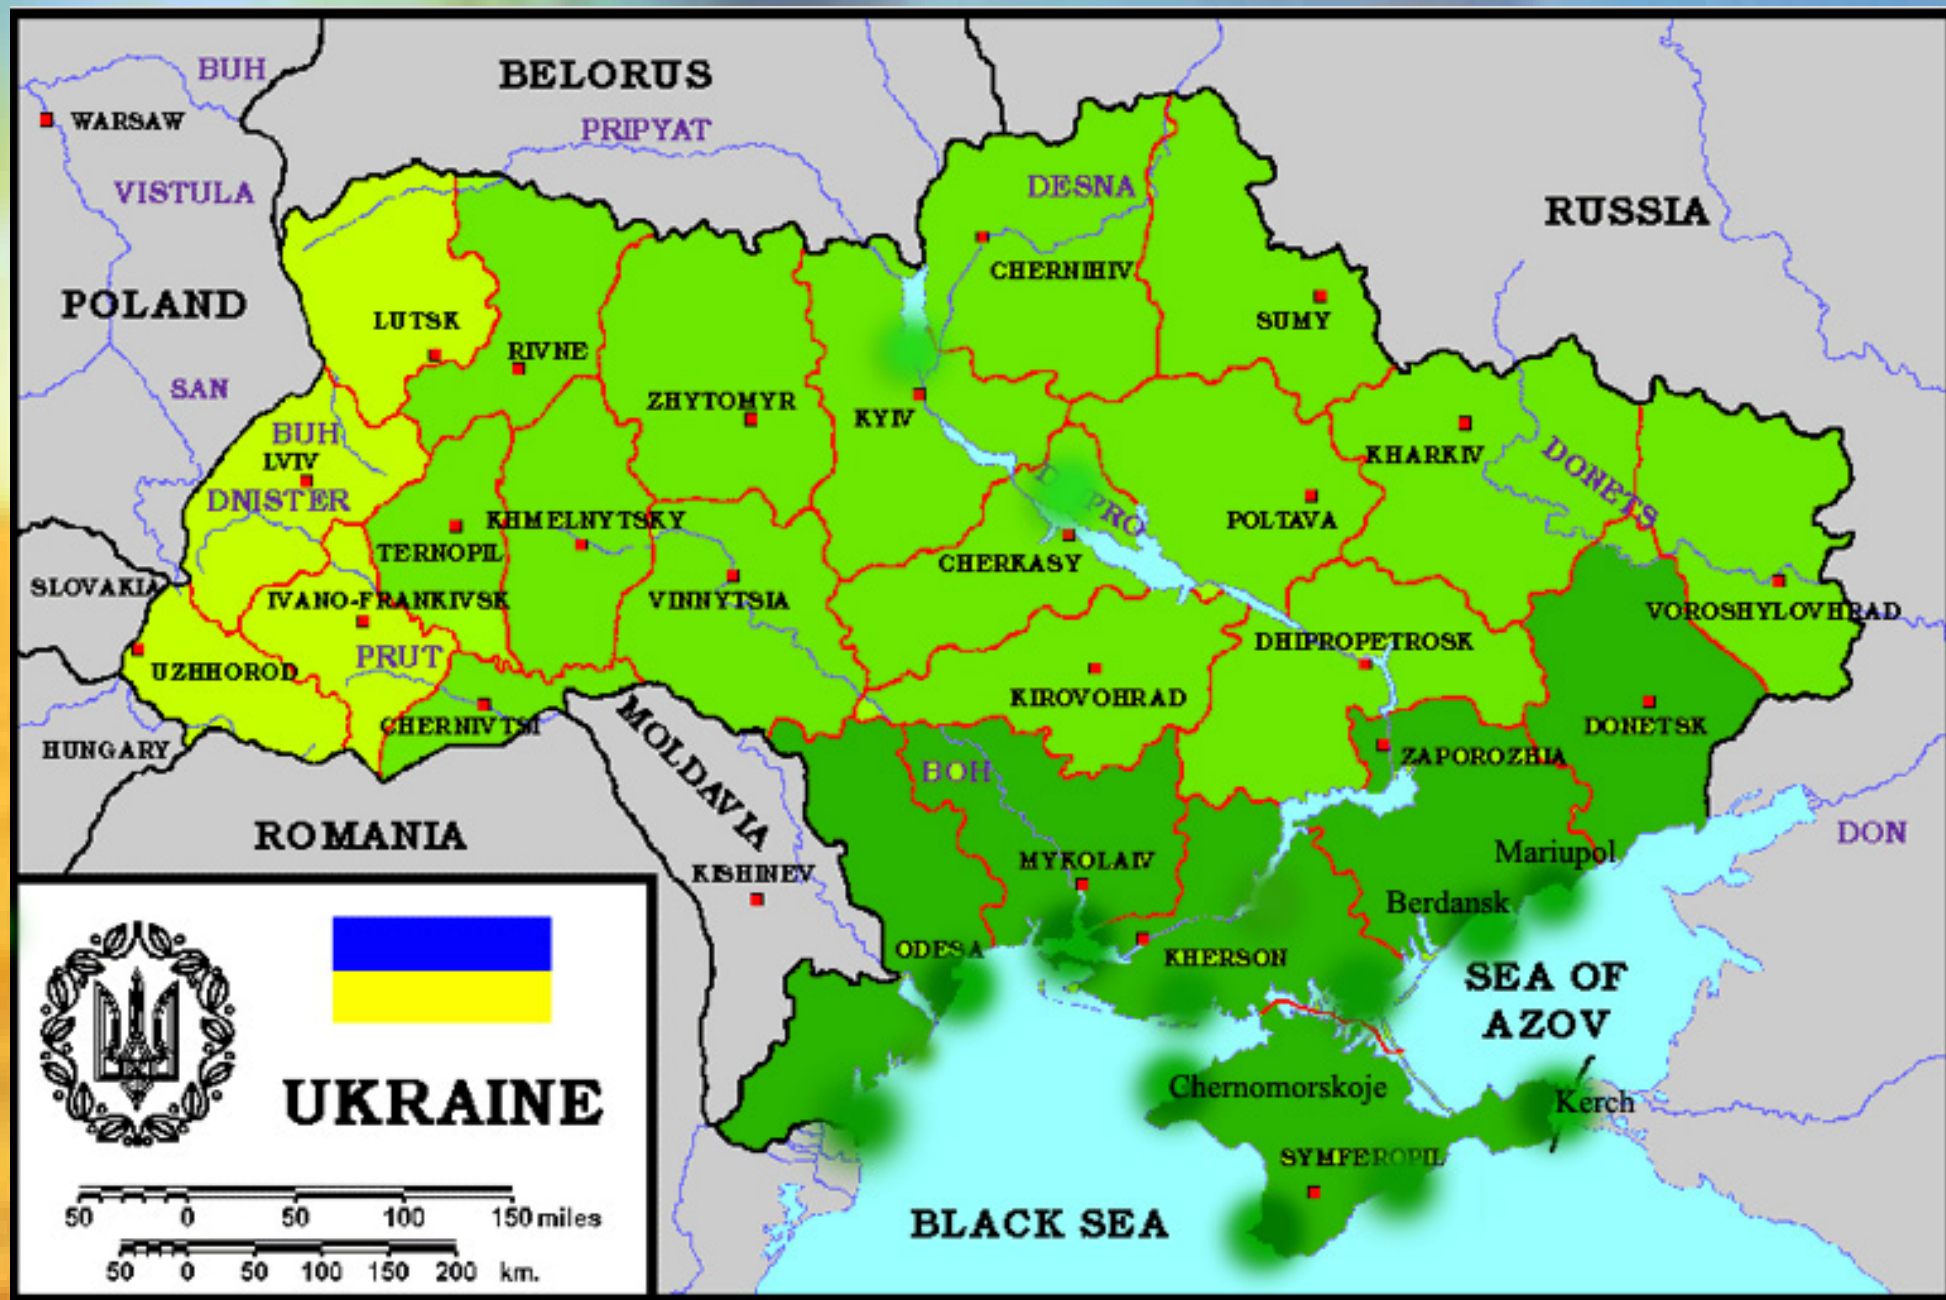 BUH
BELORUS
WARSAW
PRIPYAT
VISTULA
DESNA
RUSSIA
CHERNIHIV
POLAND
LUTSK
SUMY
RIVNE
SAN
ZHYTOMYR
KYIV
BUH
LVIV
KHARKIV
DONETS
DNISTER
KHMELNYTSKY
POLTAVA
TERNOPIL
CHERKASY
SLOVAKIA
IVANO-FRANKIVSK
VINNYTSIA
VOROSHYLOVHRAD
DHIPROPETROSK
PRUT
UZHHOROD
KIROVOHRAD
CHERNIVTSI
DONETSK
HUNGARY
MOLDAVIA
ZAPOROZHIA
BOH
ROMANIA
DON
Mariupol
MYKOLAIV
KISHINEV
Berdansk
ODESA
KHERSON
SEA OF
AZOV
Chernomorskoje
Kerch
UKRAINE
SYMFEROPIL
50 0 50 100 150 miles
BLACK SEA
50 0 50 100 150 200 km.